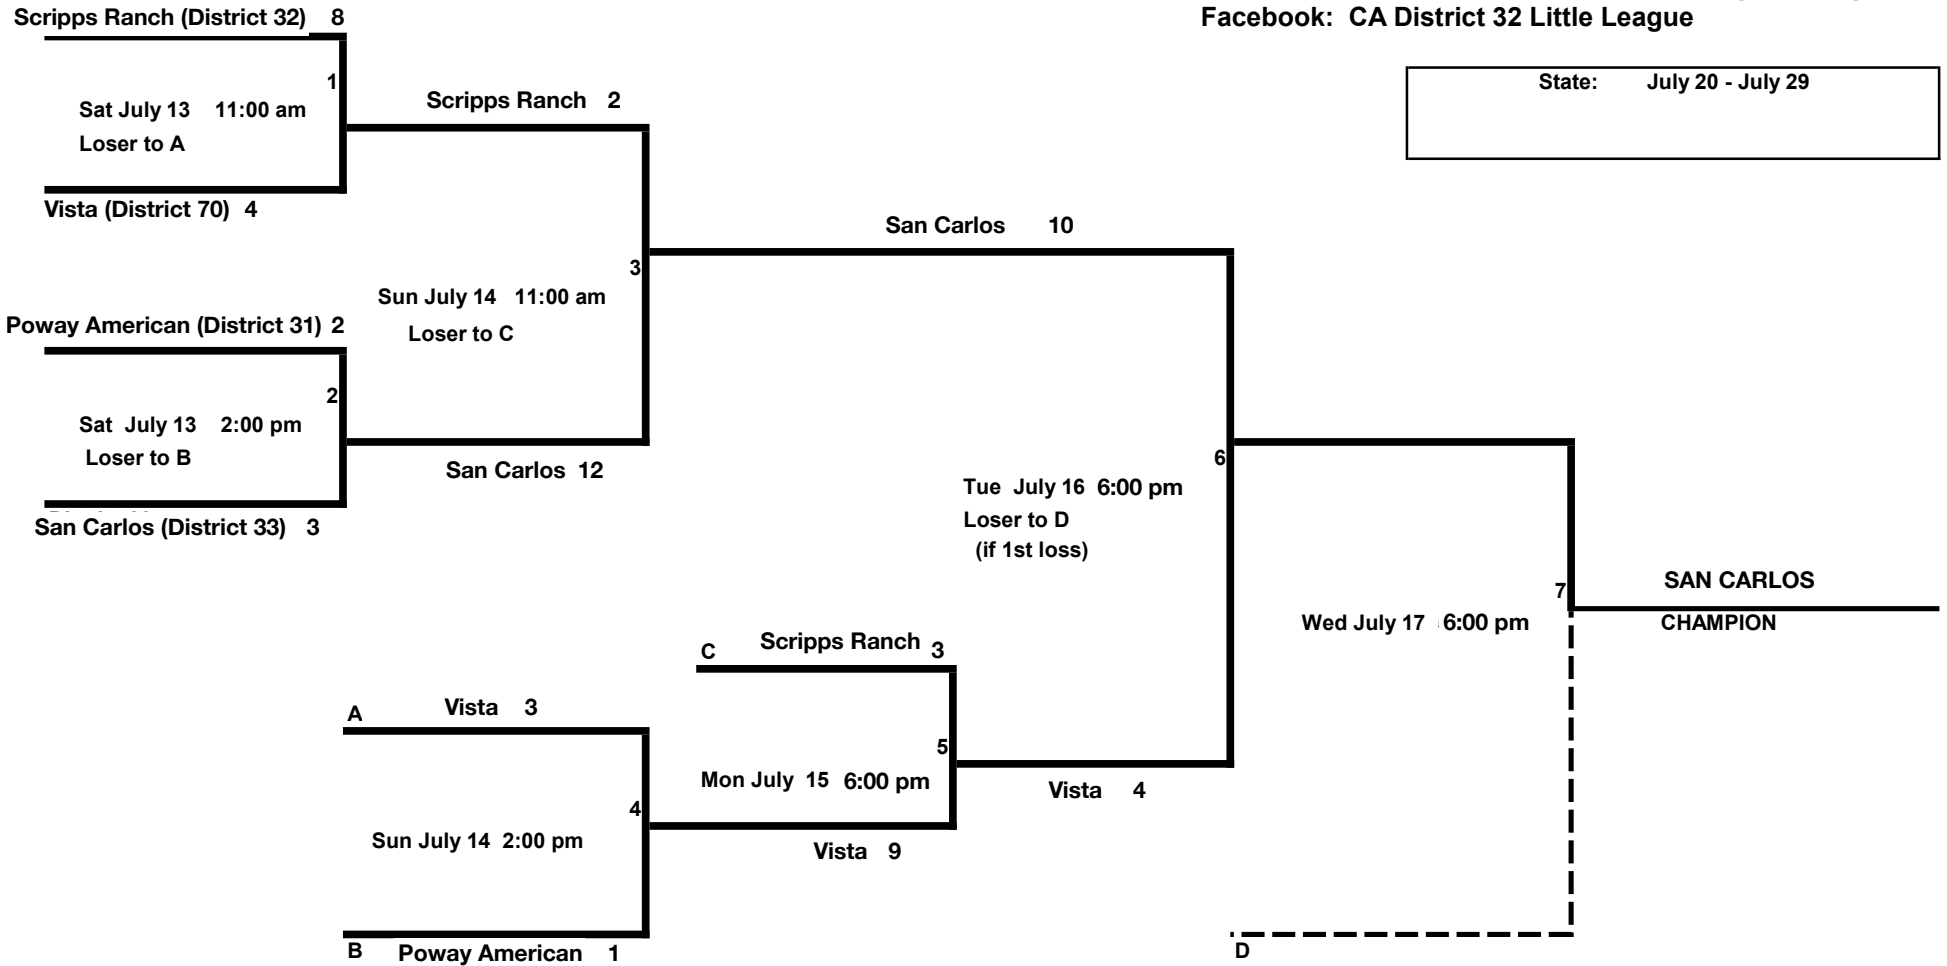 Scripps Ranch (District 32) 8
Facebook: CA District 32 Little League
State: July 20 - July 29
1
Sat July 13 11:00 am
Loser to A
Scripps Ranch 2
Vista (District 70) 4
San Carlos 10
3
Sun July 14 11:00 am
Loser to C
Poway American (District 31) 2
2
Sat July 13 2:00 pm
Loser to B
San Carlos 12
San Carlos (District 33) 3
6
Tue July 16 6:00 pm
Loser to D
(if 1st loss)
SAN CARLOS
7
CHAMPION
Wed July 17 6:00 pm
C Scripps Ranch 3
A Vista 3
5
Mon July 15 6:00 pm
Vista 4
4
Sun July 14 2:00 pm
Vista 9
B Poway American 1
D